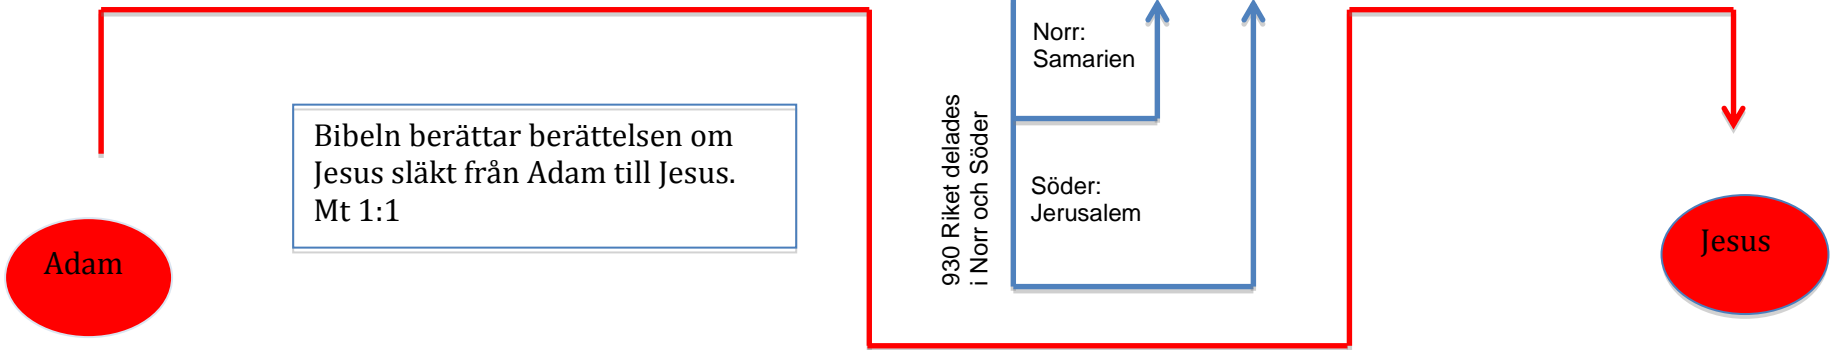 Adam
Bibeln berättar berättelsen om
Jesus släkt från Adam till Jesus.
Mt 1:1
930 Riket delades
i Norr och Söder
Norr:
Samarien
Söder:
Jerusalem
Jesus